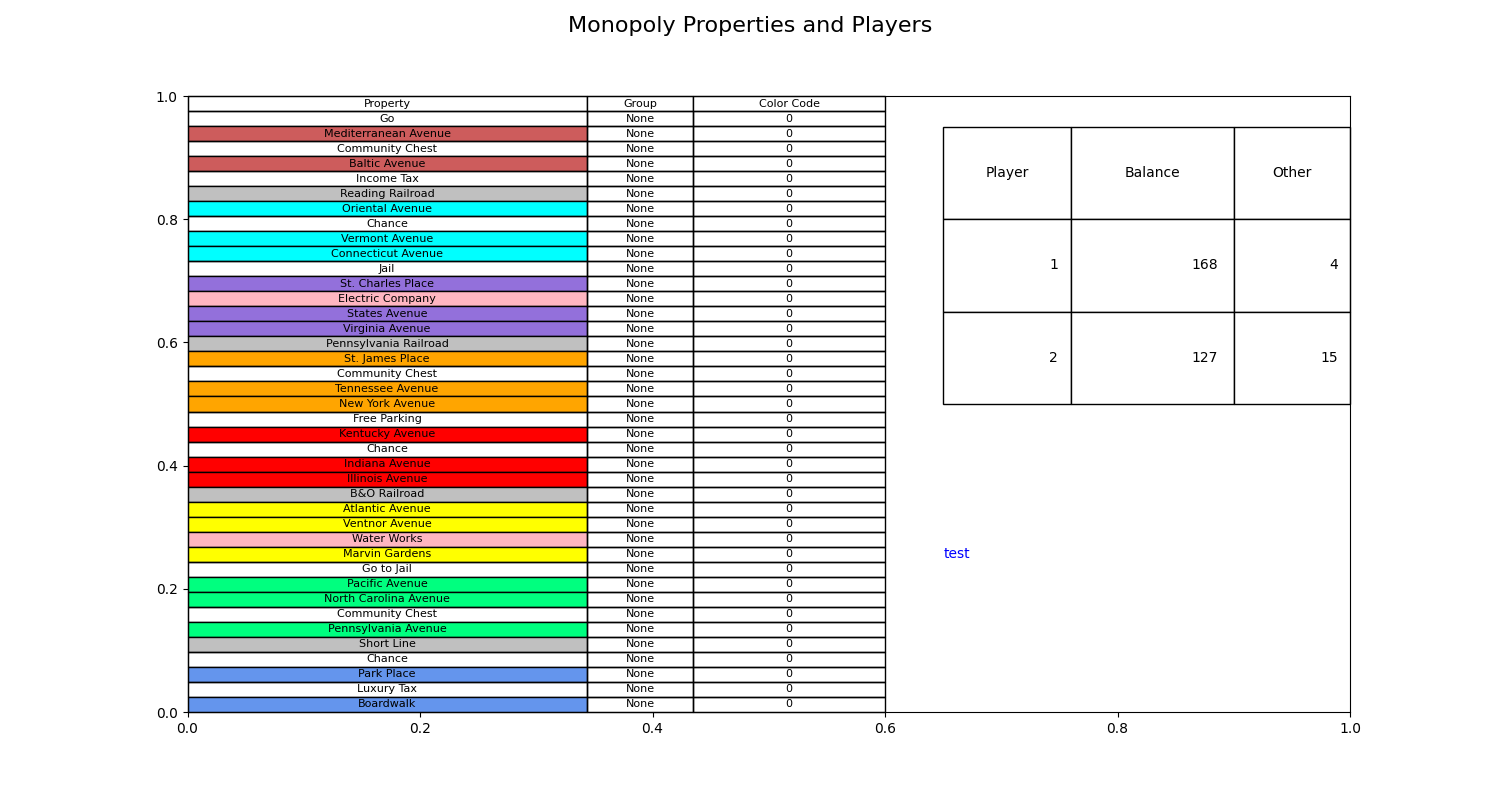 Monopoly Properties and Players
Property Group Color Code
Go None 0
Mediterranean Avenue None 0
Community Chest None 0
Baltic Avenue None 0
Income Tax None 0
Reading Railroad None 0
Oriental Avenue None 0
Chance None 0
Vermont Avenue None 0
Connecticut Avenue None 0
Jail None 0
St. Charles Place None 0
Electric Company None 0
States Avenue None 0
Virginia Avenue None 0
Pennsylvania Railroad None 0
St. James Place None 0
Community Chest None 0
Tennessee Avenue None 0
New York Avenue None 0
Free Parking None 0
Kentucky Avenue None 0
Chance None 0
Indiana Avenue None 0
Illinois Avenue None 0
B&O Railroad None 0
Atlantic Avenue None 0
Ventnor Avenue None 0
Water Works None 0
Marvin Gardens None 0
Go to Jail None 0
Pacific Avenue None 0
North Carolina Avenue None 0
Community Chest None 0
Pennsylvania Avenue None 0
Short Line None 0
Chance None 0
Park Place None 0
Luxury Tax None 0
Boardwalk None 0
Player Balance Other
1 168 4
2 127 15
test
1.0
0.8
0.6
0.4
0.2
0.0
0.0 0.2 0.4 0.6 0.8 1.0